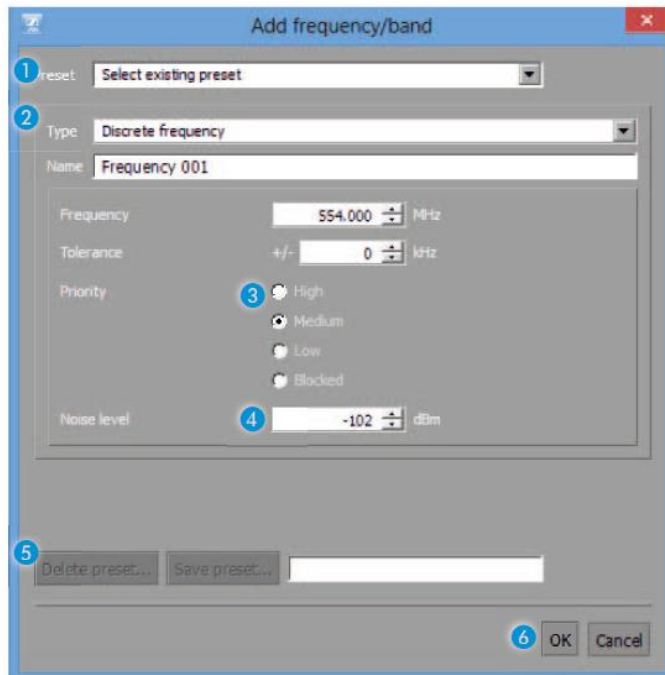 Add frequency/band
1 Preset Select existing preset
2 Type Discrete frequency
Name Frequency 001
Frequency 554.000 MHz
Tolerance +/- 0 kHz
Priority 3 High
Medium
Low
Blocked
Noise level 4 -102 dBm
5 Delete preset... Save preset...
6 OK Cancel